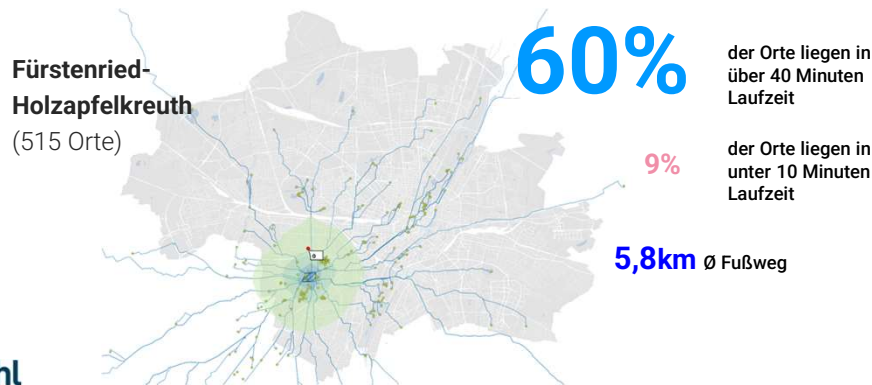 Fürstenried-
Holzapfelkreuth
(515 Orte)
60%
der Orte liegen in
über 40 Minuten
Laufzeit
9%
der Orte liegen in
unter 10 Minuten
Laufzeit
5,8km Ø Fußweg